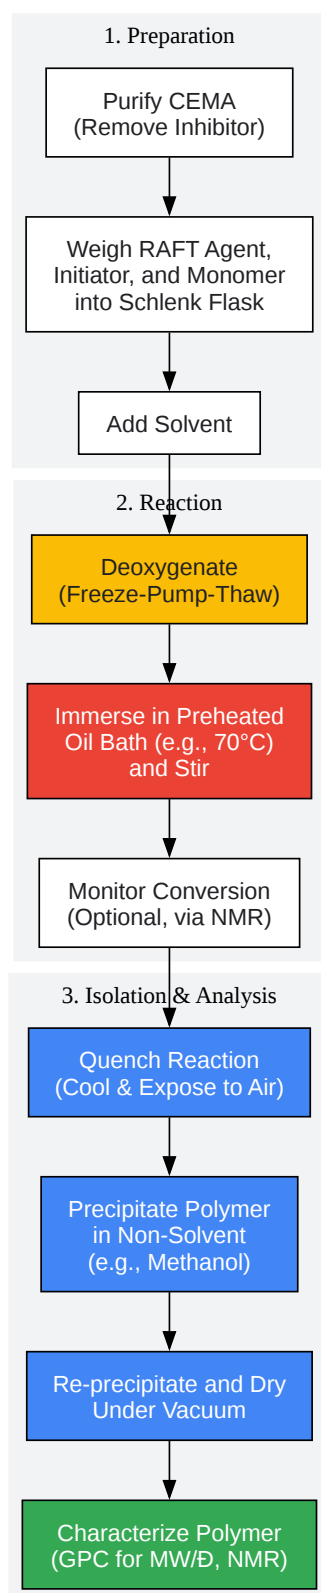 1. Preparation
Purify CEMA
(Remove Inhibitor)
Weigh RAFT Agent,
Initiator, and Monomer
into Schlenk Flask
Add Solvent
2. Reaction
Deoxygenate
(Freeze-Pump-Thaw)
Immerse in Preheated
Oil Bath (e.g., 70°C)
and Stir
Monitor Conversion
(Optional, via NMR)
3. Isolation & Analysis
Quench Reaction
(Cool & Expose to Air)
Precipitate Polymer
in Non-Solvent
(e.g., Methanol)
Re-precipitate and Dry
Under Vacuum
Characterize Polymer
(GPC for MW/Đ, NMR)